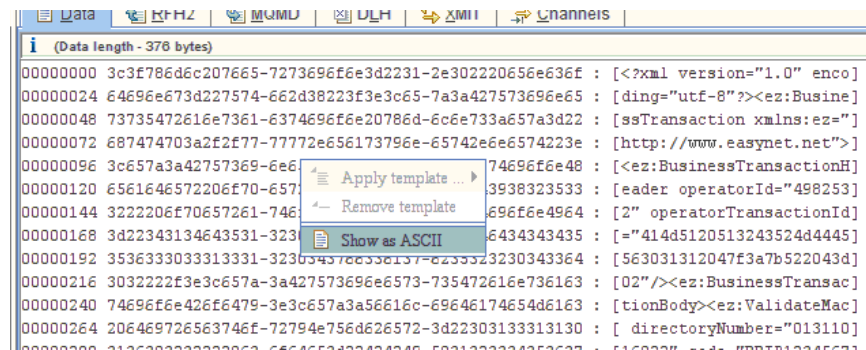 Data RFH2 MQMD DLH XMIT Channels
i (Data length - 376 bytes)
00000000 3c3f786d6c207665-7273696f6e3d2231-2e302220656e636f : [<?xml version="1.0" enco]
00000024 64696e673d227574-662d38223f3e3c65-7a3a427573696e65 : [ding="utf-8"?><ez:Busine]
00000048 73735472616e7361-6374696f6e20786d-6c6e733a657a3d22 : [ssTransaction xmlns:ez="]
00000072 687474703a2f2f77-77772e656173796e-65742e6e6574223e : [http://www.easynet.net">]
00000096 3c657a3a42757369-6e6 74696f6e48 : [<ez:BusinessTransactionH]
Apply template ...
00000120 6561646572206f70-657 3938323533 : [eader operatorId="498253]
Remove template
00000144 3222206f70657261-746 696f6e4964 : [2" operatorTransactionId]
00000168 3d22343134643531-323 6434343435 : [="414d5120513243524d4445]
Show as ASCII
00000192 : [563031312047f3a7b522043d]
00000216 3032222f3e3c657a-3a427573696e6573-735472616e736163 : [02"/><ez:BusinessTransac]
00000240 74696f6e426f6479-3e3c657a3a56616c-69646174654d6163 : [tionBody><ez:ValidateMac]
00000264 206469726563746f-72794e756d626572-3d22303133313130 : [ directoryNumber="013110]